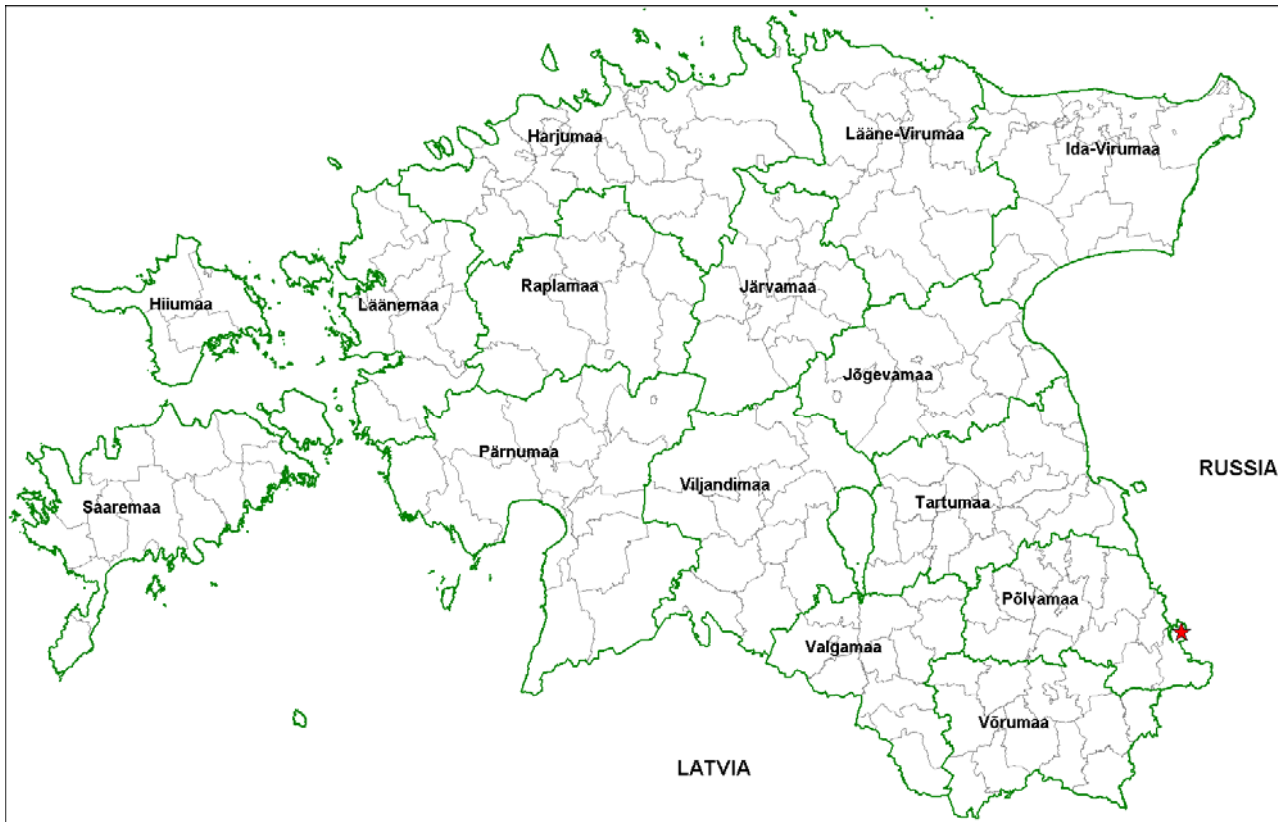 Harjumaa
Lääne-Virumaa
Ida-Virumaa
Hiiumaa
Läänemaa
Raplamaa
Järvamaa
Jõgevamaa
Pärnumaa
Viljandimaa
RUSSIA
Saaremaa
Tartumaa
Põlvamaa
Valgamaa
Võrumaa
LATVIA